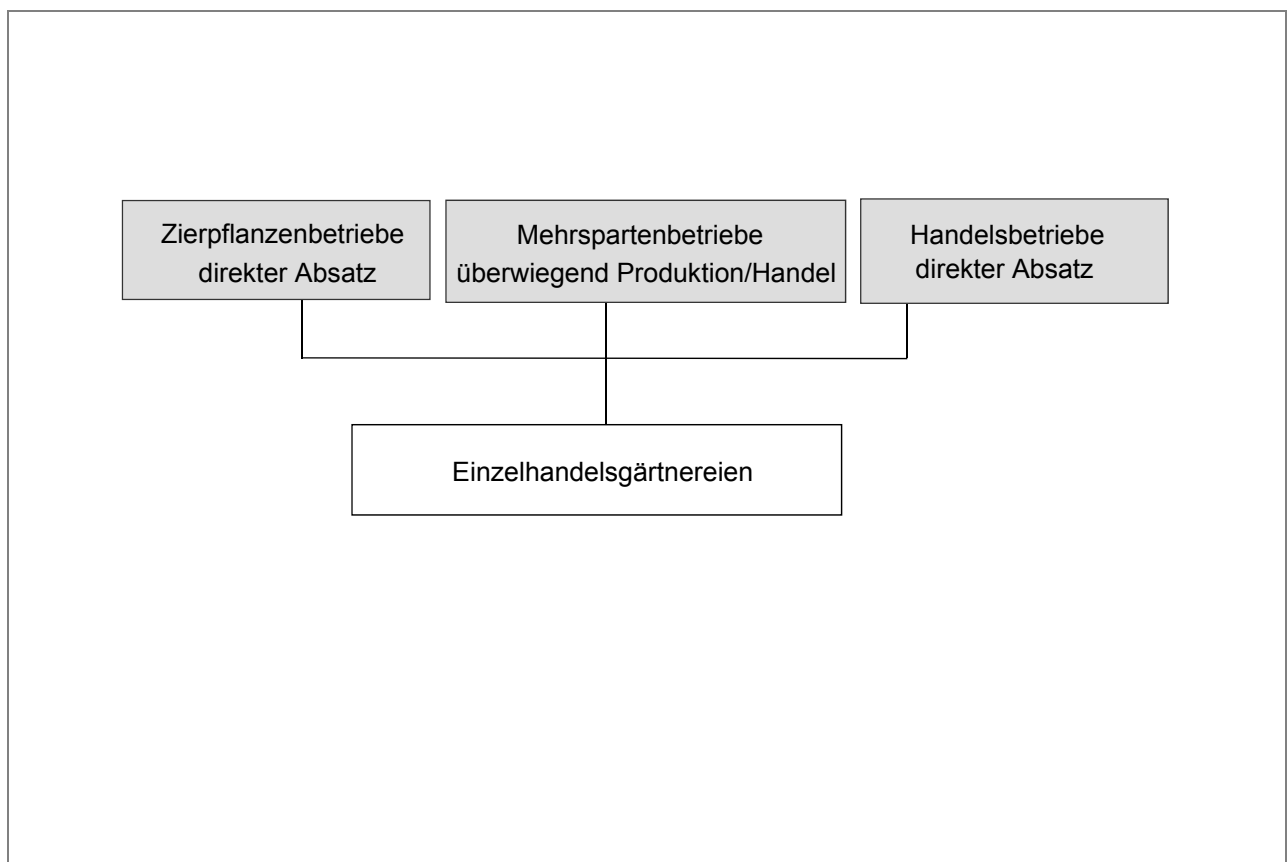 Zierpflanzenbetriebe
direkter Absatz
Mehrspartenbetriebe
überwiegend Produktion/Handel
Handelsbetriebe
direkter Absatz
Einzelhandelsgärtnereien